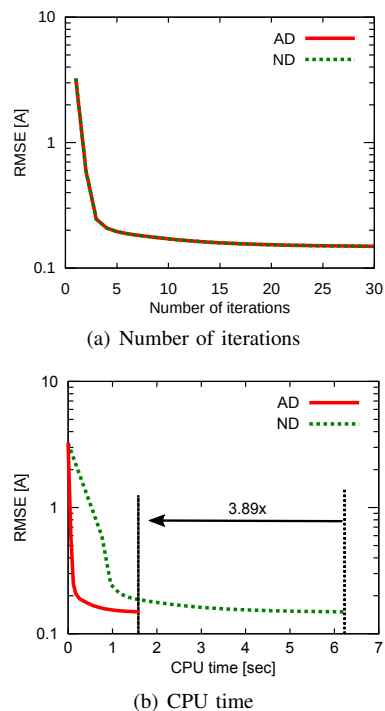 10
1
0.1
RMSE [A]
AD
ND
0 5 10 15 20 25 30
Number of iterations
(a) Number of iterations
10
1
0.1
RMSE [A]
AD
ND
3.89x
0 1 2 3 4 5 6 7
CPU time [sec]
(b) CPU time